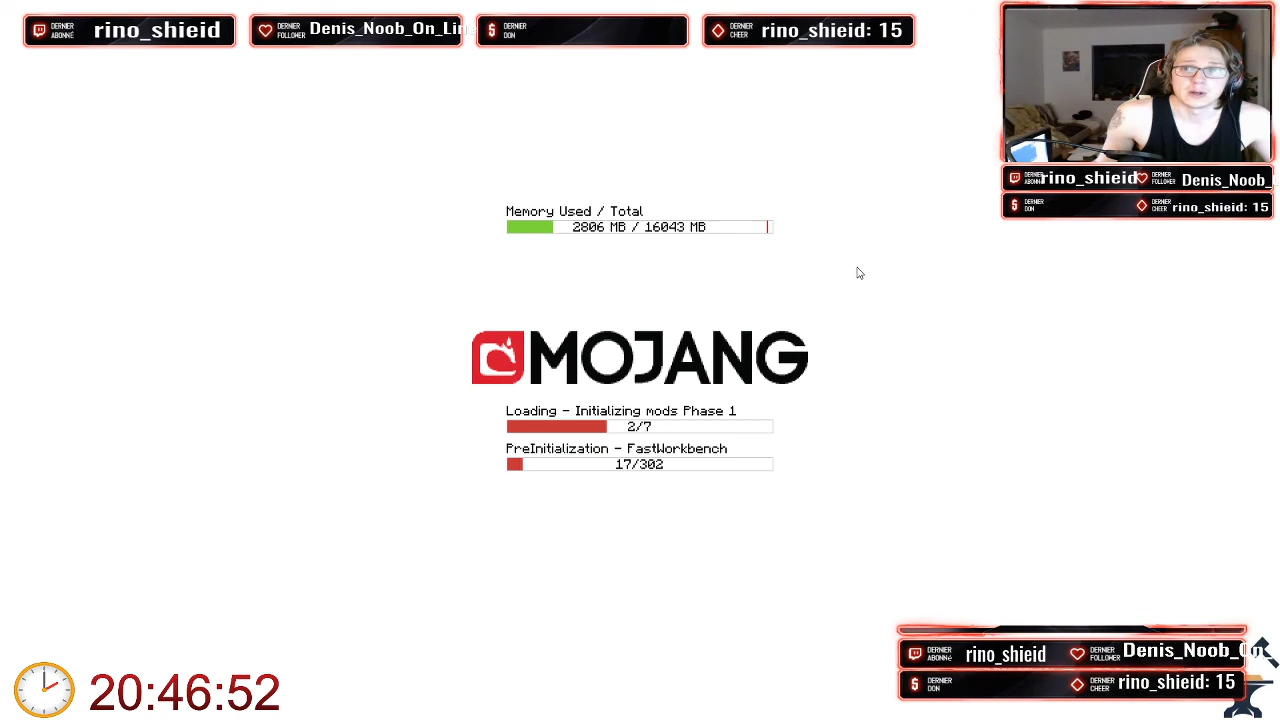 DERNIER ABONNÉ rino_shieid
DERNIER FOLLOWER Denis_Noob_On_Line
DERNIER DON
DERNIER CHEER rino_shieid: 15
DERNIER ABONNÉ rino_shieid
DERNIER FOLLOWER Denis_Noob_
DERNIER DON
DERNIER CHEER rino_shieid: 15
Memory Used / Total
2806 MB / 16043 MB
MOJANG
Loading - Initializing mods Phase 1
2/7
PreInitialization - FastWorkbench
17/302
DERNIER ABONNÉ rino_shieid
DERNIER FOLLOWER Denis_Noob_On_
DERNIER DON
DERNIER CHEER rino_shieid: 15
20:46:52